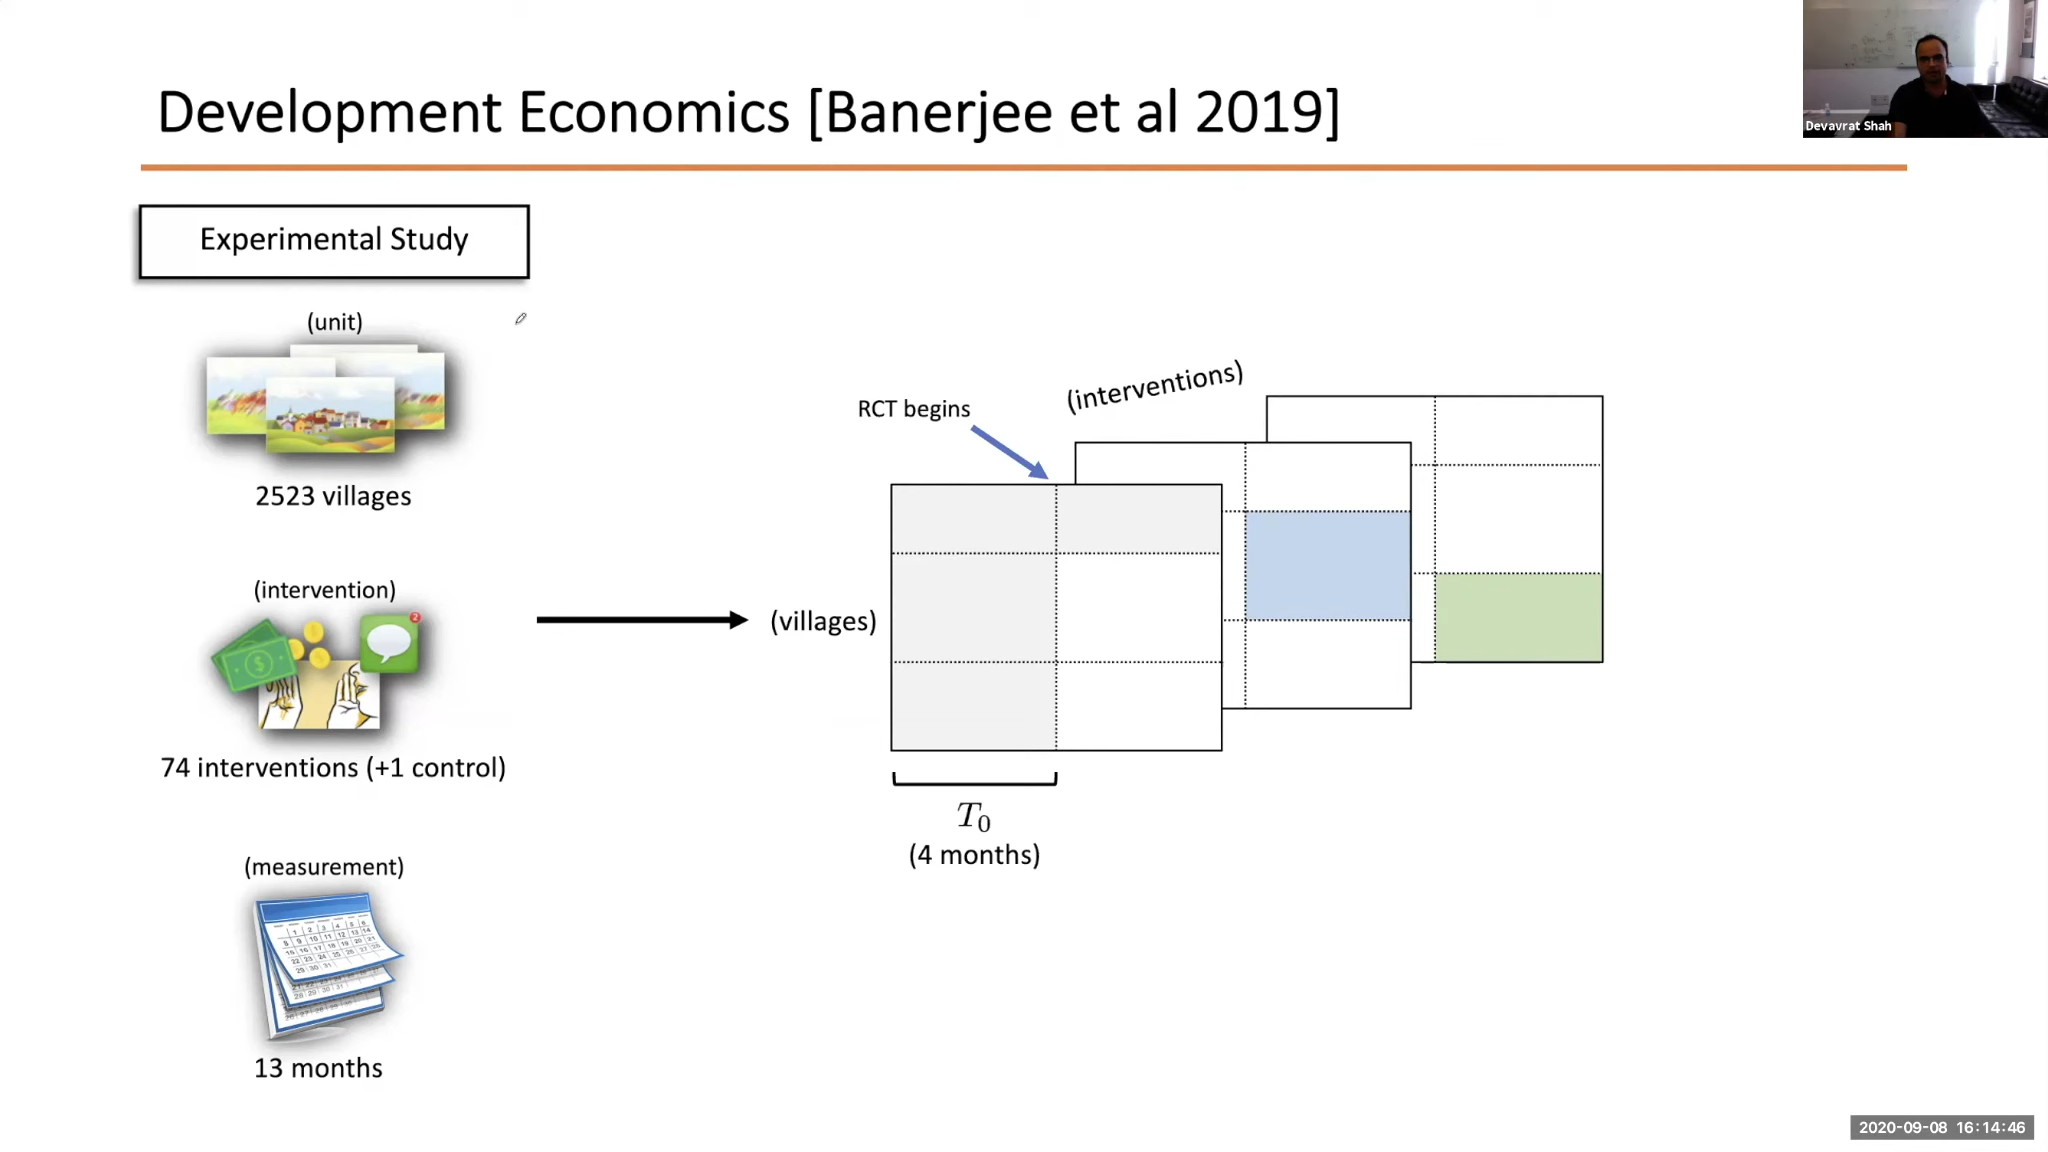 Development Economics [Banerjee et al 2019]
Devavrat Shah
Experimental Study
(unit)
2523 villages
(intervention)
2
74 interventions (+1 control)
(measurement)
13 months
RCT begins
(interventions)
(villages)
T₀
(4 months)
2020-09-08 16:14:46